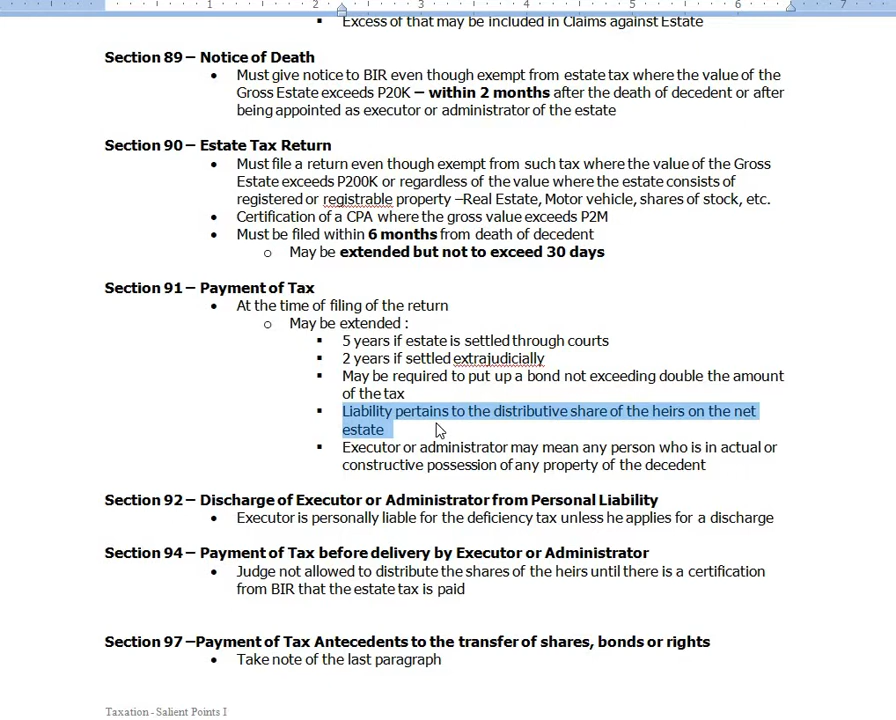 1 2 3 4 5 6 7
▪ Excess of that may be included in Claims against Estate
Section 89 – Notice of Death
• Must give notice to BIR even though exempt from estate tax where the value of the
Gross Estate exceeds P20K – within 2 months after the death of decedent or after
being appointed as executor or administrator of the estate
Section 90 – Estate Tax Return
• Must file a return even though exempt from such tax where the value of the Gross
Estate exceeds P200K or regardless of the value where the estate consists of
registered or registrable property –Real Estate, Motor vehicle, shares of stock, etc.
• Certification of a CPA where the gross value exceeds P2M
• Must be filed within 6 months from death of decedent
o May be extended but not to exceed 30 days
Section 91 – Payment of Tax
• At the time of filing of the return
o May be extended :
▪ 5 years if estate is settled through courts
▪ 2 years if settled extrajudicially
▪ May be required to put up a bond not exceeding double the amount
of the tax
▪ Liability pertains to the distributive share of the heirs on the net
estate
▪ Executor or administrator may mean any person who is in actual or
constructive possession of any property of the decedent
Section 92 – Discharge of Executor or Administrator from Personal Liability
• Executor is personally liable for the deficiency tax unless he applies for a discharge
Section 94 – Payment of Tax before delivery by Executor or Administrator
• Judge not allowed to distribute the shares of the heirs until there is a certification
from BIR that the estate tax is paid
Section 97 –Payment of Tax Antecedents to the transfer of shares, bonds or rights
• Take note of the last paragraph
Taxation - Salient Points I